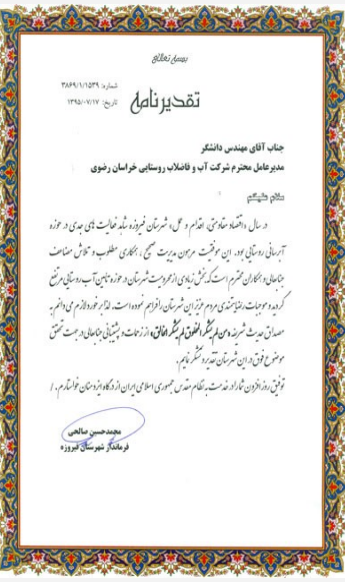 بسمه تعالی
شماره: ۳۸۶۹/۱/۱۵۳۹
تاریخ: ۱۳۹۵/۰۷/۱۷
تقدیرنامه
جناب آقای مهندس دانشگر
مدیرعامل محترم شرکت آب و فاضلاب روستایی خراسان رضوی
سلام علیکم
در سال «اقتصاد مقاومتی، اقدام و عمل» شهرستان فیروزه شاهد فعالیت های جدی در حوزه
آبرسانی روستایی بود. این موفقیت مرهون مدیریت صحیح، همکاری مطلوب و تلاش مضاعف
جنابعالی و همکاران محترم است که بخش زیادی از محرومیت شهرستان در حوزه تامین آب روستایی مرتفع
گردید و موجبات رضایتمندی مردم عزیز این شهرستان را فراهم نموده است. لذا بر خود لازم می دانم به
مصداق حدیث شریفه «من لم یشکر المخلوق لم یشکر الخالق» از زحمات و پشتیبانی جنابعالی در جهت تحقق
موضوع فوق در این شهرستان تقدیر و تشکر نمایم.
توفیق روز افزون شما را در خدمت به نظام مقدس جمهوری اسلامی ایران از درگاه ایزد منان خواستارم. /
محمدحسین صالحی
فرماندار شهرستان فیروزه